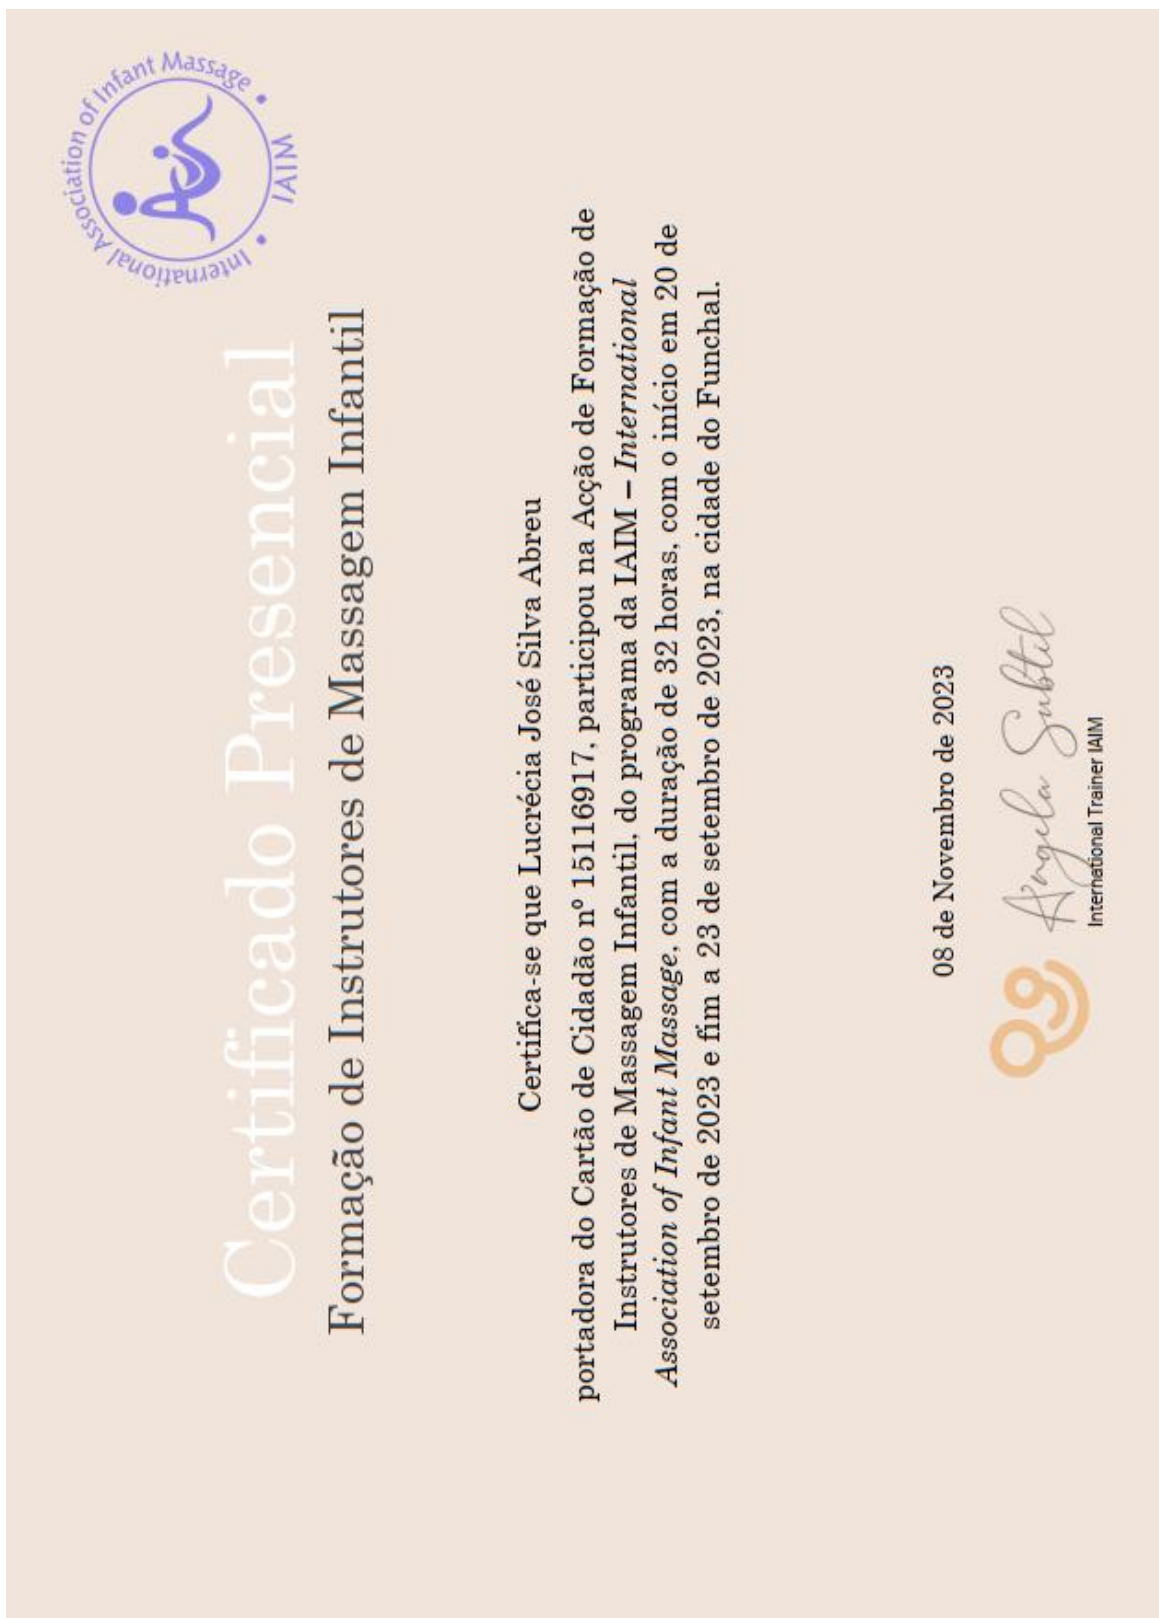 International Association of Infant Massage • IAIM •
Certificado Presencial
Formação de Instrutores de Massagem Infantil
Certifica-se que Lucrécia José Silva Abreu
portadora do Cartão de Cidadão nº 15116917, participou na Acção de Formação de
Instrutores de Massagem Infantil, do programa da IAIM – International
Association of Infant Massage, com a duração de 32 horas, com o início em 20 de
setembro de 2023 e fim a 23 de setembro de 2023, na cidade do Funchal.
08 de Novembro de 2023
Angela Subtil
International Trainer IAIM